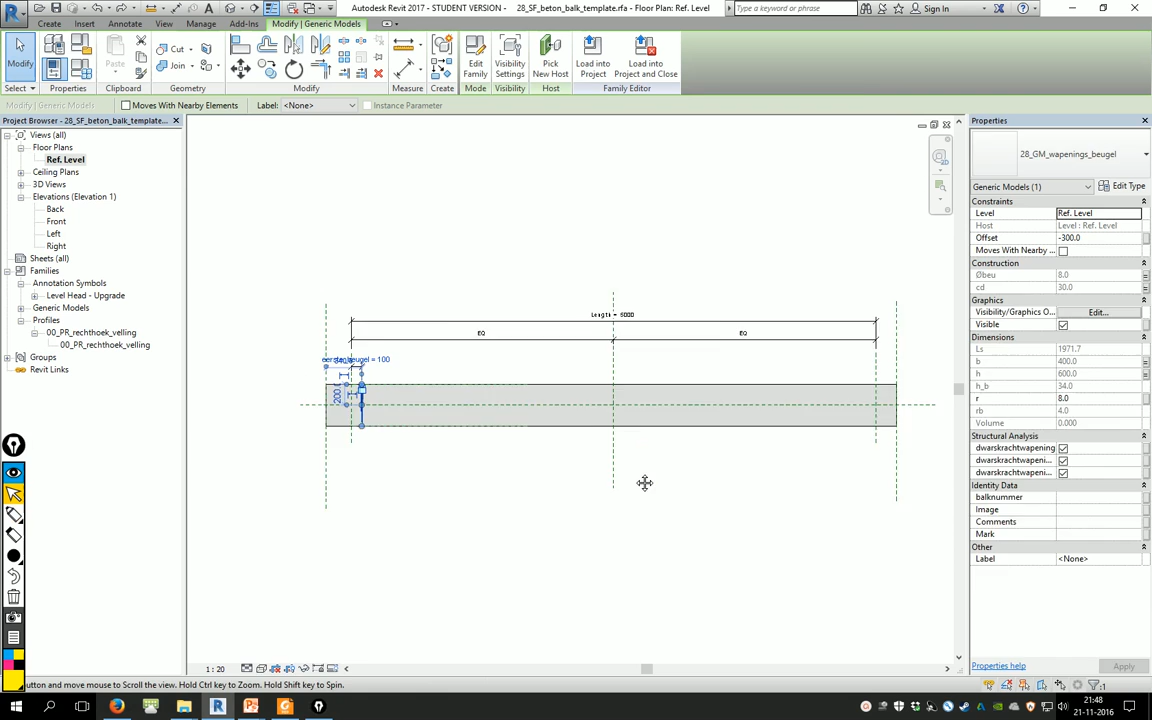 Autodesk Revit 2017 - STUDENT VERSION - 28_SF_beton_balk_template.rfa - Floor Plan: Ref. Level
Type a keyword or phrase
Sign In
File
Home
Insert
Annotate
View
Manage
Add-Ins
Modify | Generic Models
Modify
Paste
Cut
Join
Edit Family
Visibility Settings
Pick New Host
Load into Project
Load into Project and Close
Select
Properties
Clipboard
Geometry
Modify
Measure
Create
Mode
Visibility
Host
Family Editor
Modify | Generic Models
Moves With Nearby Elements
Label: <None>
Instance Parameter
Project Browser - 28_SF_beton_balk_template...
Views (all)
Floor Plans
Ref. Level
Ceiling Plans
3D Views
Elevations (Elevation 1)
Back
Front
Left
Right
Sheets (all)
Families
Annotation Symbols
Level Head - Upgrade
Generic Models
Profiles
00_PR_rechthoek_velling
00_PR_rechthoek_velling
Groups
Revit Links
Length = 5000
EQ
EQ
beugel = 100
200
Properties
28_GM_wapenings_beugel
Generic Models (1)
Edit Type
Constraints
Level Ref. Level
Host Level : Ref. Level
Offset -300.0
Moves With Nearby ...
Construction
Øbeu 8.0
cd 30.0
Graphics
Visibility/Graphics O... Edit...
Visible
Dimensions
Ls 1971.7
b 400.0
h 600.0
h_b 34.0
r 8.0
rb 4.0
Volume 0.000
Structural Analysis
dwarskrachtwapening
dwarskrachtwapeni...
dwarskrachtwapeni...
Identity Data
balknummer
Image
Comments
Mark
Other
Label <None>
Properties help
Apply
1 : 20
utton and move mouse to Scroll the view. Hold Ctrl key to Zoom. Hold Shift key to Spin.
:1
21:48
21-11-2016